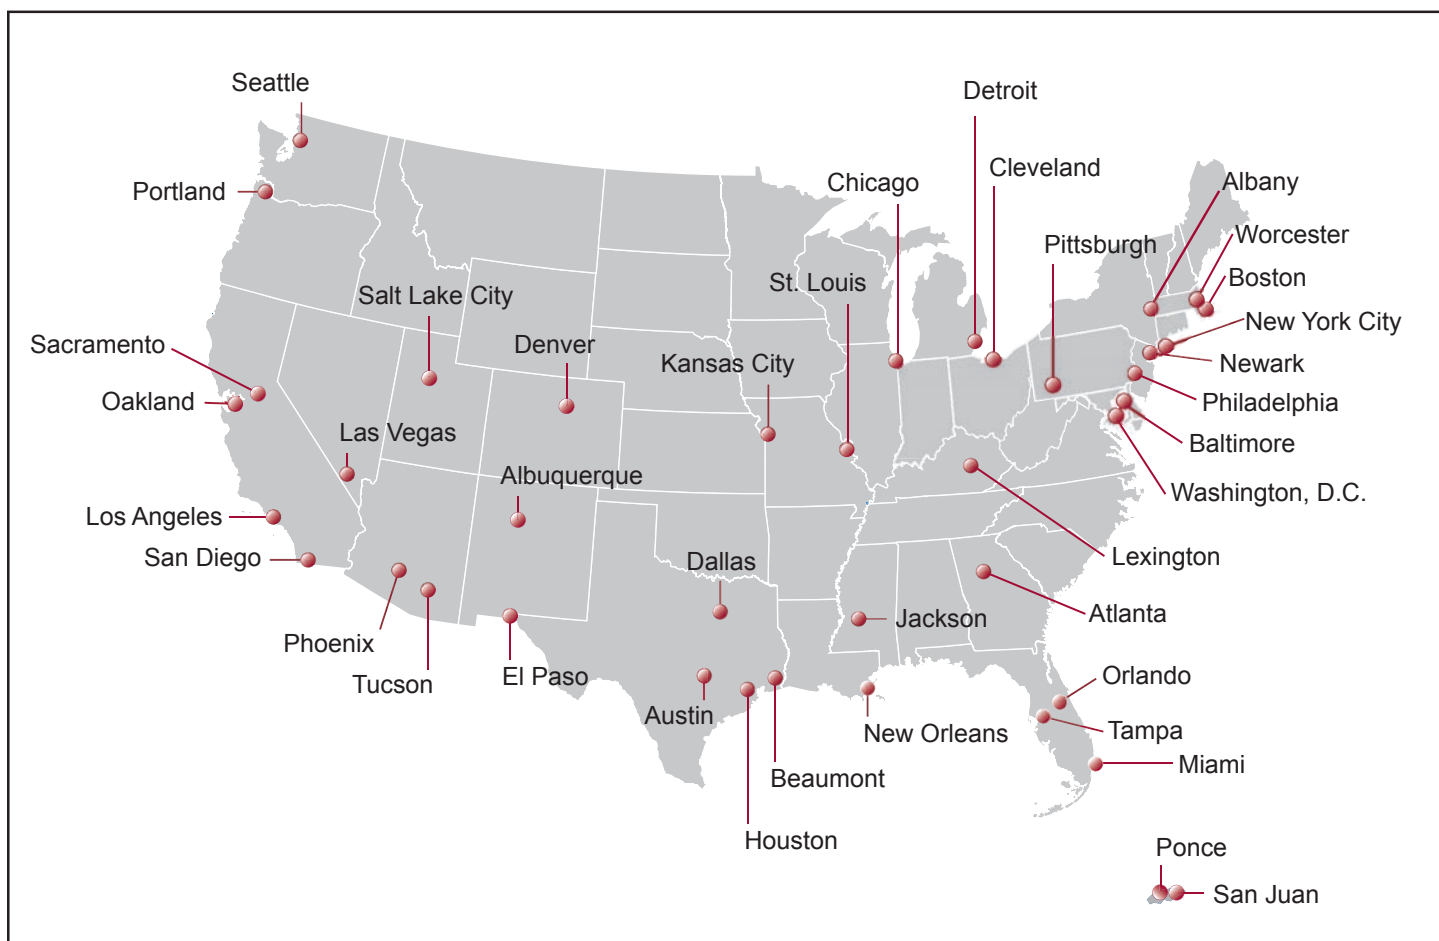 Seattle
Detroit
Cleveland
Chicago
Albany
Portland
Worcester
Pittsburgh
Boston
St. Louis
Salt Lake City
New York City
Sacramento
Denver
Kansas City
Newark
Oakland
Philadelphia
Las Vegas
Baltimore
Albuquerque
Washington, D.C.
Los Angeles
San Diego
Dallas
Lexington
Jackson
Atlanta
Phoenix
Tucson
El Paso
Orlando
Austin
New Orleans
Tampa
Beaumont
Miami
Houston
Ponce
San Juan